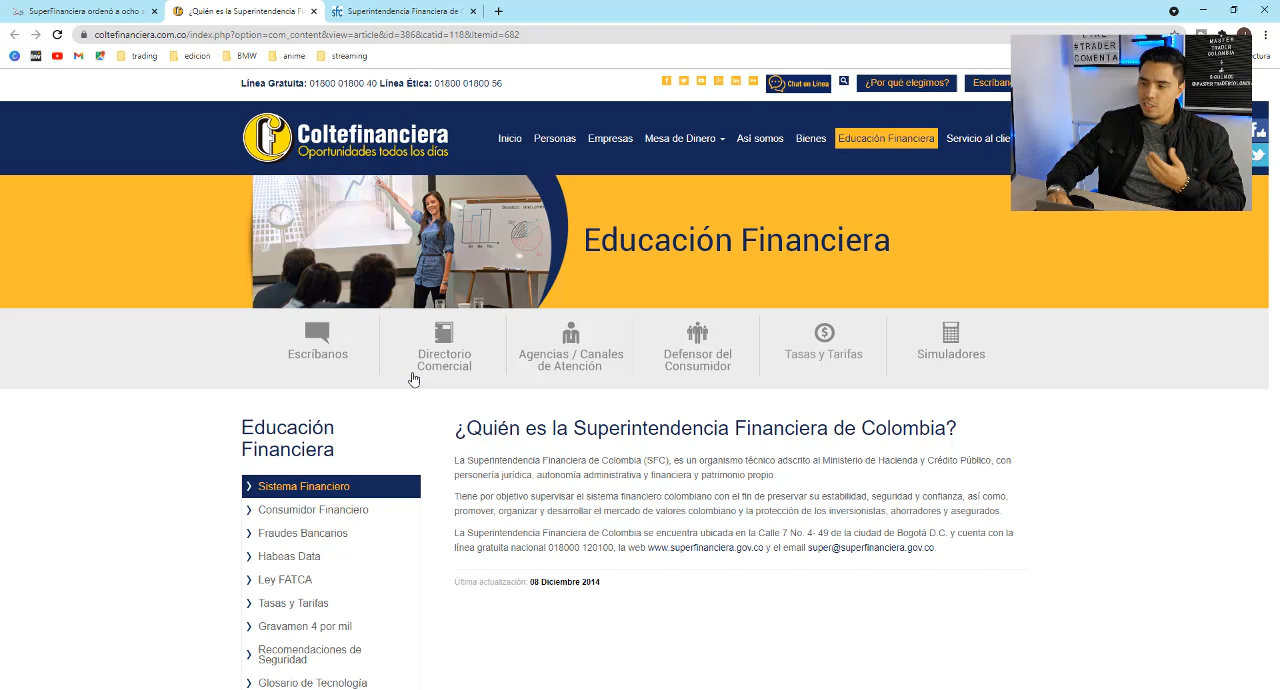 SuperFinanciera ordenó a ocho
¿Quién es la Superintendencia Fi
sfc Superintendencia Financiera de C
coltefinanciera.com.co/index.php?option=com_content&view=article&id=386&catid=118&Itemid=682
inv
trading
edicion
BMW
anime
streaming
Línea Gratuita: 01800 01800 40 Línea Ética: 01800 01800 56
Chat en Línea
¿Por qué elegirnos?
Escríban
#TRADER
COMENTA
MASTER
TRADER
COLOMBIA
SIGUENOS
@MASTERTRADERCOLOMB
Coltefinanciera
Oportunidades todos los días
Inicio
Personas
Empresas
Mesa de Dinero
Así somos
Bienes
Educación Financiera
Servicio al clie
Educación Financiera
Escríbanos
Directorio
Comercial
Agencias / Canales
de Atención
Defensor del
Consumidor
Tasas y Tarifas
Simuladores
Educación
Financiera
Sistema Financiero
Consumidor Financiero
Fraudes Bancarios
Habeas Data
Ley FATCA
Tasas y Tarifas
Gravamen 4 por mil
Recomendaciones de
Seguridad
Glosario de Tecnología
¿Quién es la Superintendencia Financiera de Colombia?
La Superintendencia Financiera de Colombia (SFC), es un organismo técnico adscrito al Ministerio de Hacienda y Crédito Público, con
personería jurídica, autonomía administrativa y financiera y patrimonio propio.
Tiene por objetivo supervisar el sistema financiero colombiano con el fin de preservar su estabilidad, seguridad y confianza, así como,
promover, organizar y desarrollar el mercado de valores colombiano y la protección de los inversionistas, ahorradores y asegurados.
La Superintendencia Financiera de Colombia se encuentra ubicada en la Calle 7 No. 4- 49 de la ciudad de Bogotá D.C. y cuenta con la
línea gratuita nacional 018000 120100, la web www.superfinanciera.gov.co y el email super@superfinanciera.gov.co.
Última actualización: 08 Diciembre 2014